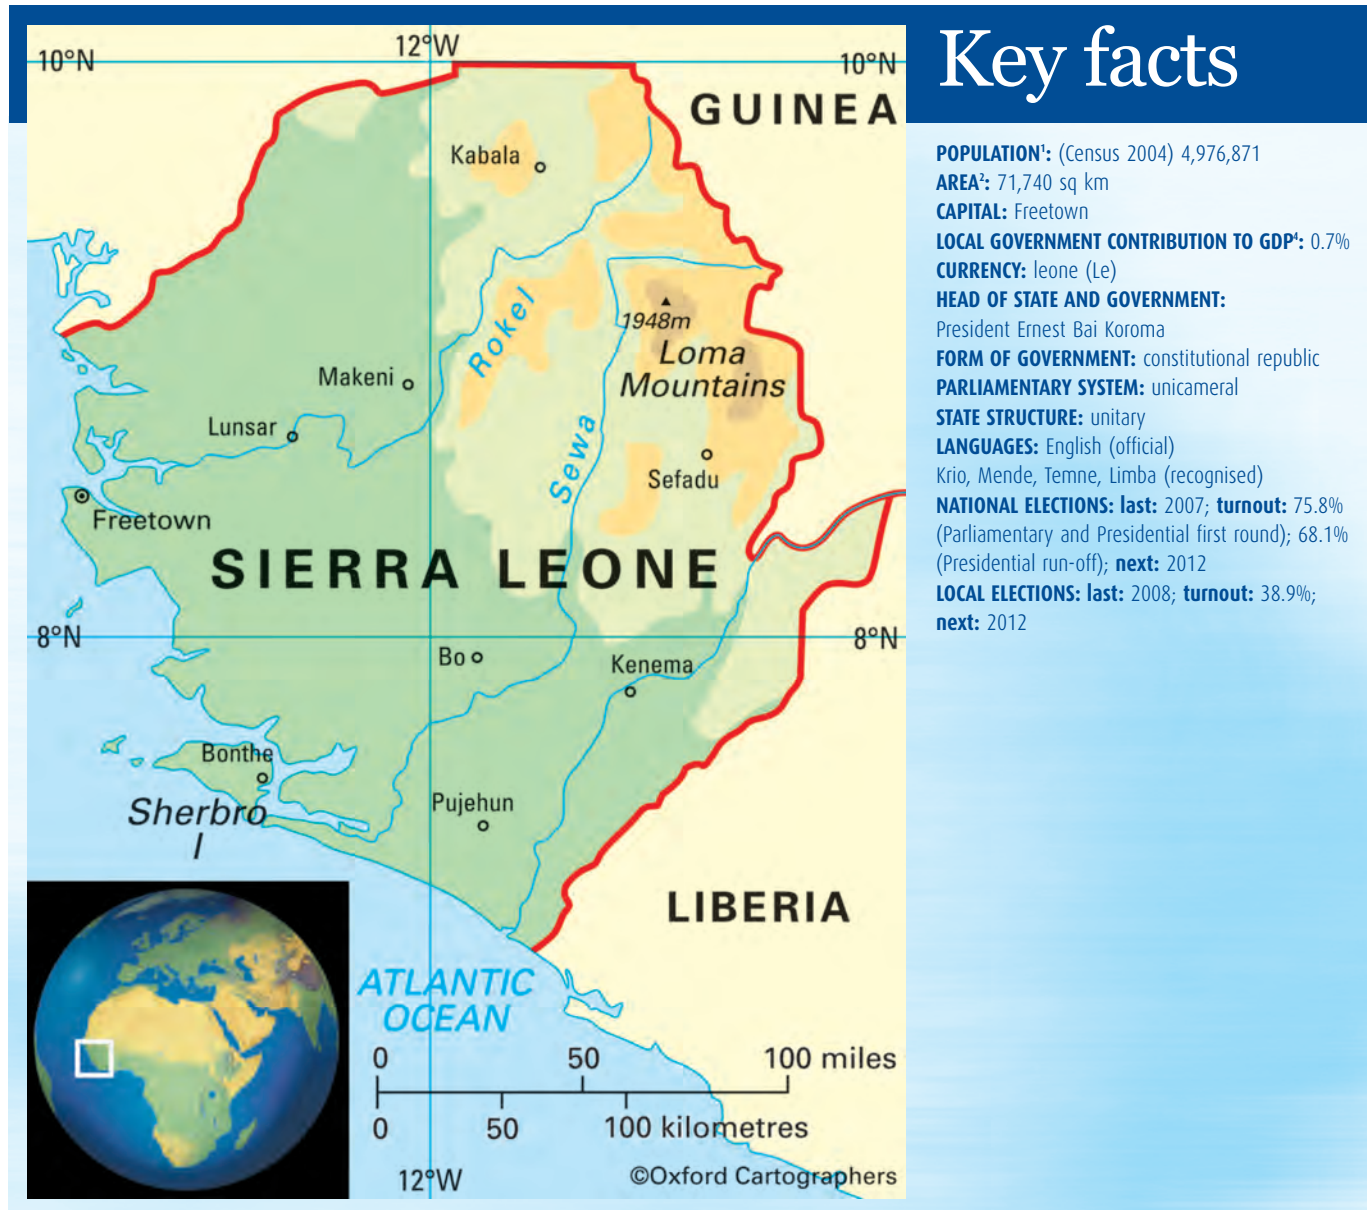 12°W
10°N
10°N
GUINEA
Kabala
Rokel
1948m
Loma
Mountains
Makeni
Lunsar
Sewa
Sefadu
Freetown
SIERRA LEONE
8°N
8°N
Bo
Kenema
Bonthe
Sherbro
I
Pujehun
LIBERIA
ATLANTIC
OCEAN
0 50 100 miles
0 50 100 kilometres
12°W
©Oxford Cartographers
Key facts
POPULATION¹: (Census 2004) 4,976,871
AREA²: 71,740 sq km
CAPITAL: Freetown
LOCAL GOVERNMENT CONTRIBUTION TO GDP⁴: 0.7%
CURRENCY: leone (Le)
HEAD OF STATE AND GOVERNMENT:
President Ernest Bai Koroma
FORM OF GOVERNMENT: constitutional republic
PARLIAMENTARY SYSTEM: unicameral
STATE STRUCTURE: unitary
LANGUAGES: English (official)
Krio, Mende, Temne, Limba (recognised)
NATIONAL ELECTIONS: last: 2007; turnout: 75.8%
(Parliamentary and Presidential first round); 68.1%
(Presidential run-off); next: 2012
LOCAL ELECTIONS: last: 2008; turnout: 38.9%;
next: 2012